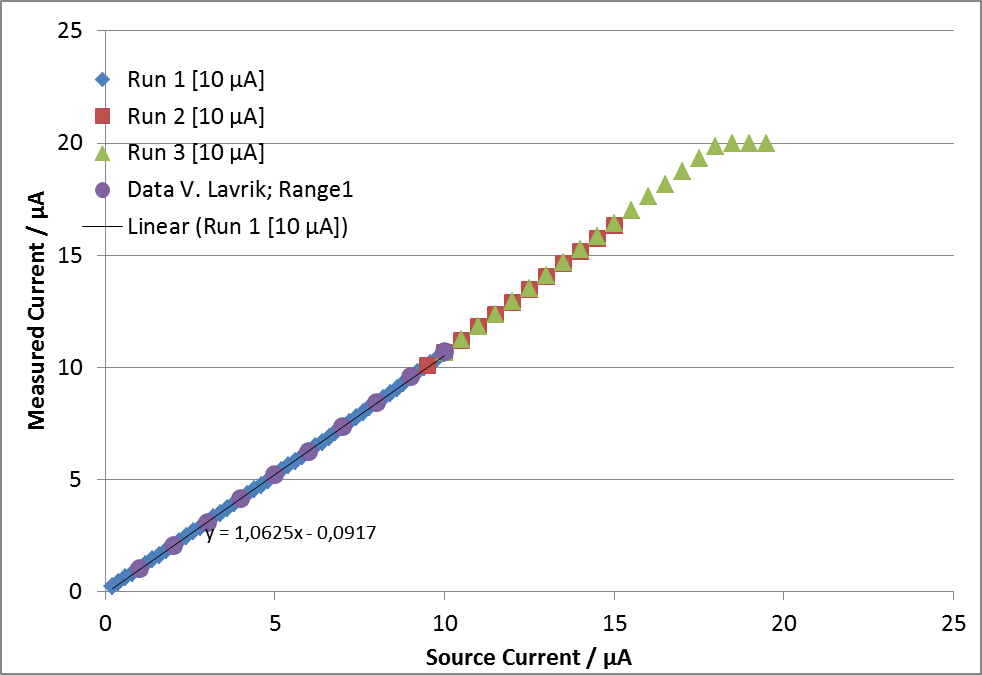 25
Run 1 [10 µA]
Run 2 [10 µA]
20
Run 3 [10 µA]
Data V. Lavrik; Range1
Linear (Run 1 [10 µA])
Measured Current / µA
15
10
5
y = 1,0625x - 0,0917
0
0 5 10 15 20 25
Source Current / µA